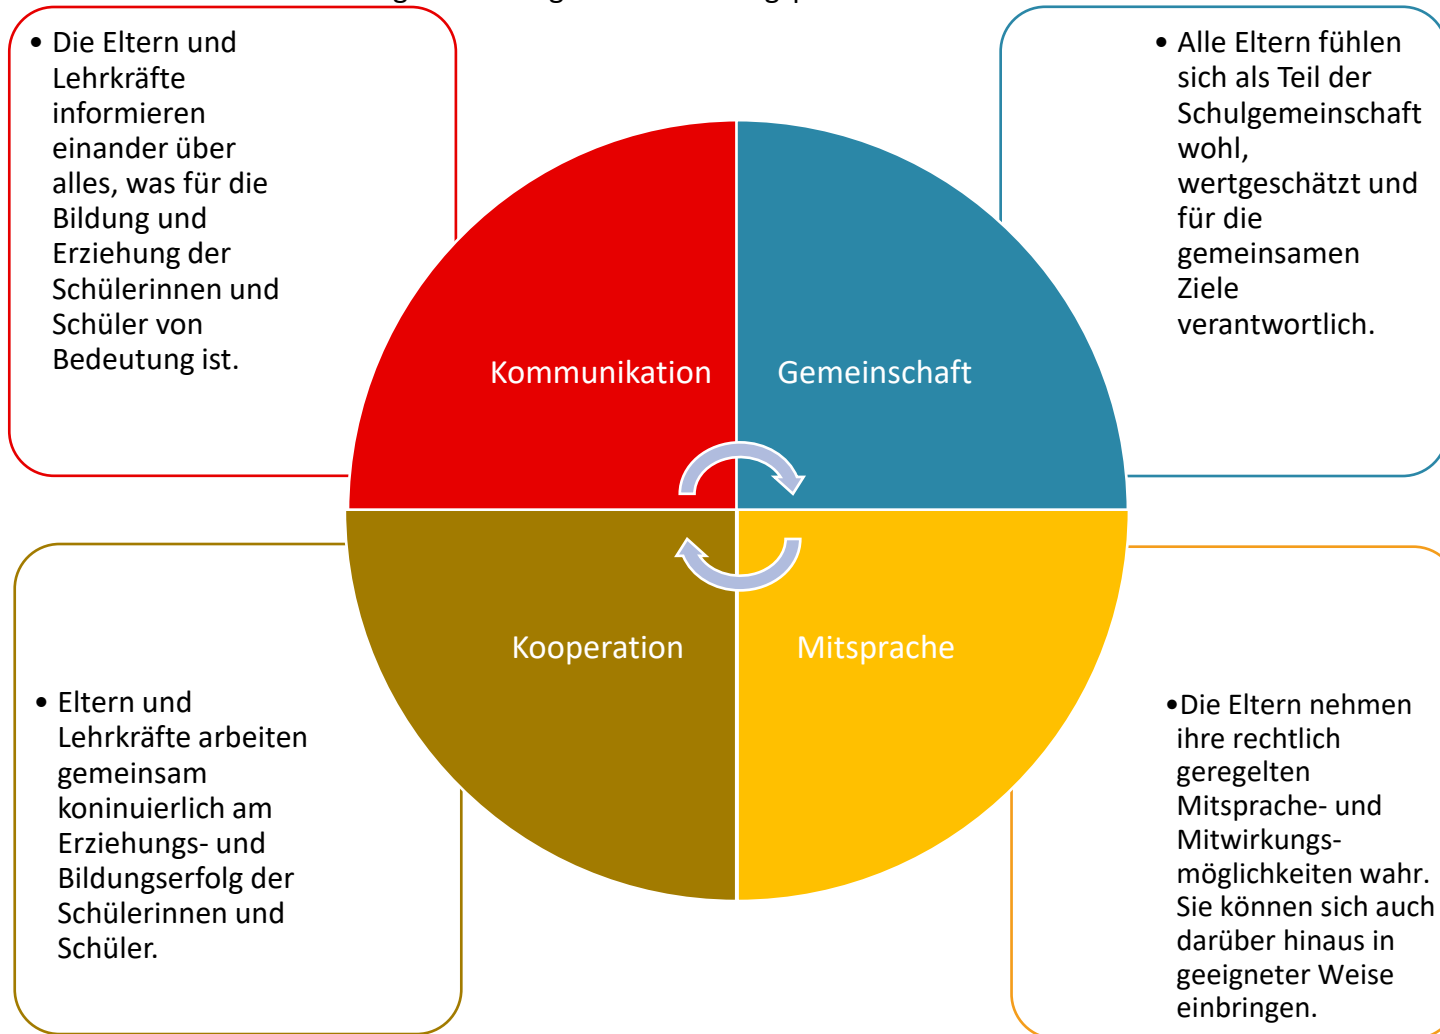 • Die Eltern und
Lehrkräfte
informieren
einander über
alles, was für die
Bildung und
Erziehung der
Schülerinnen und
Schüler von
Bedeutung ist.
• Alle Eltern fühlen
sich als Teil der
Schulgemeinschaft
wohl,
wertgeschätzt und
für die
gemeinsamen
Ziele
verantwortlich.
Kommunikation
Gemeinschaft
Kooperation
Mitsprache
• Eltern und
Lehrkräfte arbeiten
gemeinsam
koninuierlich am
Erziehungs- und
Bildungserfolg der
Schülerinnen und
Schüler.
•Die Eltern nehmen
ihre rechtlich
geregelten
Mitsprache- und
Mitwirkungs-
möglichkeiten wahr.
Sie können sich auch
darüber hinaus in
geeigneter Weise
einbringen.